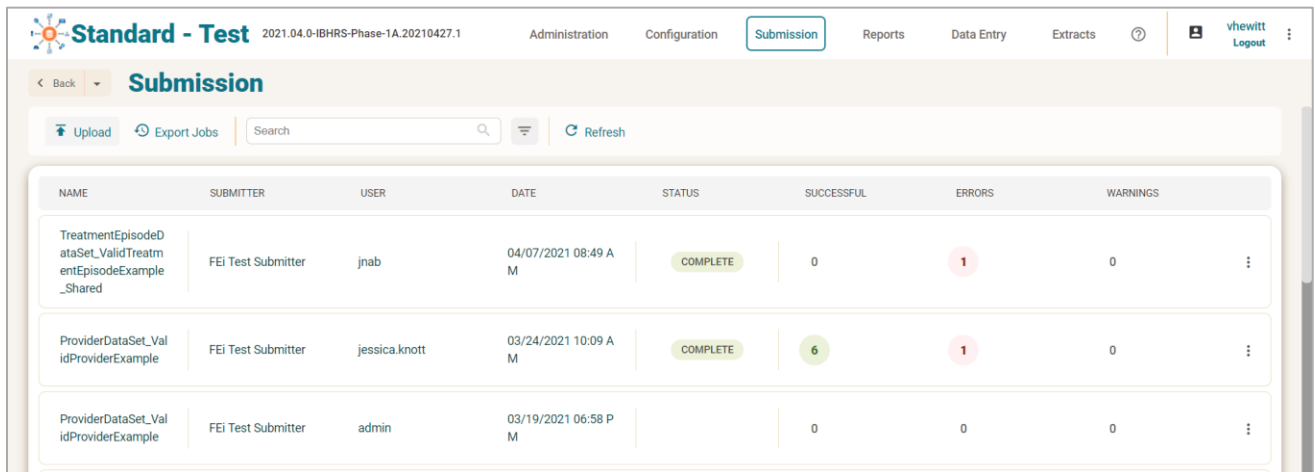 Standard - Test 2021.04.0-IBHRS-Phase-1A.20210427.1 Administration Configuration Submission Reports Data Entry Extracts vhewitt
Logout
Back Submission
Upload Export Jobs Search Refresh
NAME SUBMITTER USER DATE STATUS SUCCESSFUL ERRORS WARNINGS
TreatmentEpisodeD
ataSet_ValidTreatm
entEpisodeExample
_Shared
FEi Test Submitter jnab
04/07/2021 08:49 A
M
COMPLETE 0 1 0
ProviderDataSet_Val
idProviderExample
FEi Test Submitter jessica.knott
03/24/2021 10:09 A
M
COMPLETE 6 1 0
ProviderDataSet_Val
idProviderExample
FEi Test Submitter admin
03/19/2021 06:58 P
M
0 0 0